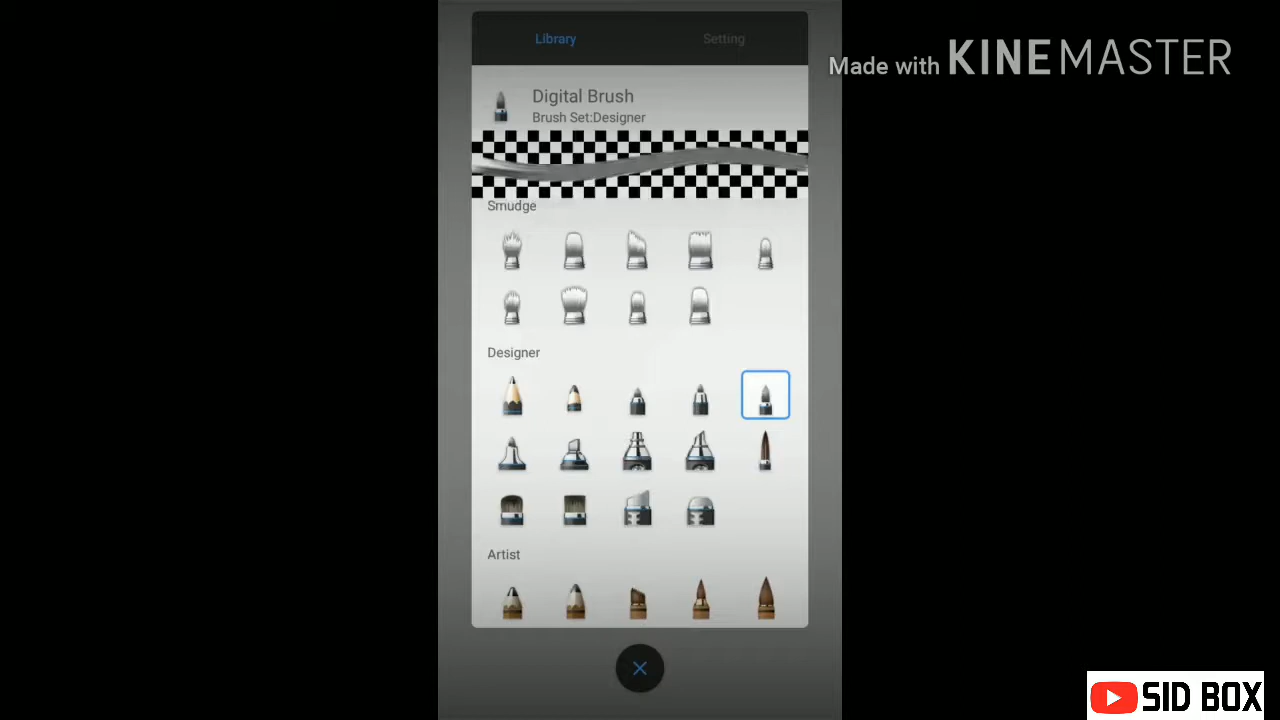 Library
Setting
Made with KINEMASTER
Digital Brush
Brush Set:Designer
Smudge
Designer
Artist
SID BOX